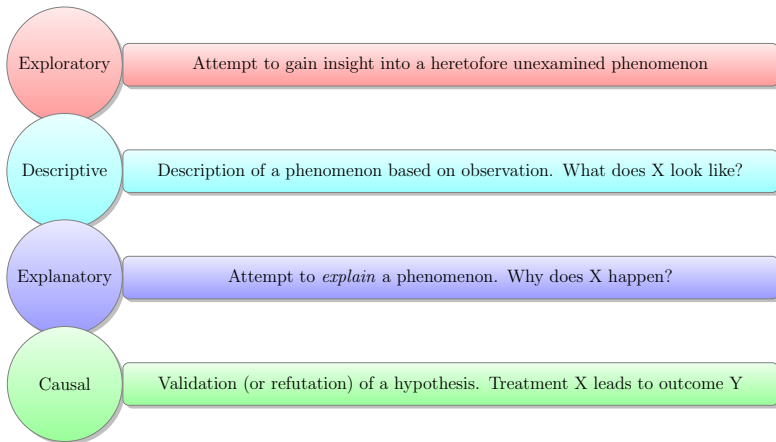 Exploratory
Attempt to gain insight into a heretofore unexamined phenomenon
Descriptive
Description of a phenomenon based on observation. What does X look like?
Explanatory
Attempt to explain a phenomenon. Why does X happen?
Causal
Validation (or refutation) of a hypothesis. Treatment X leads to outcome Y